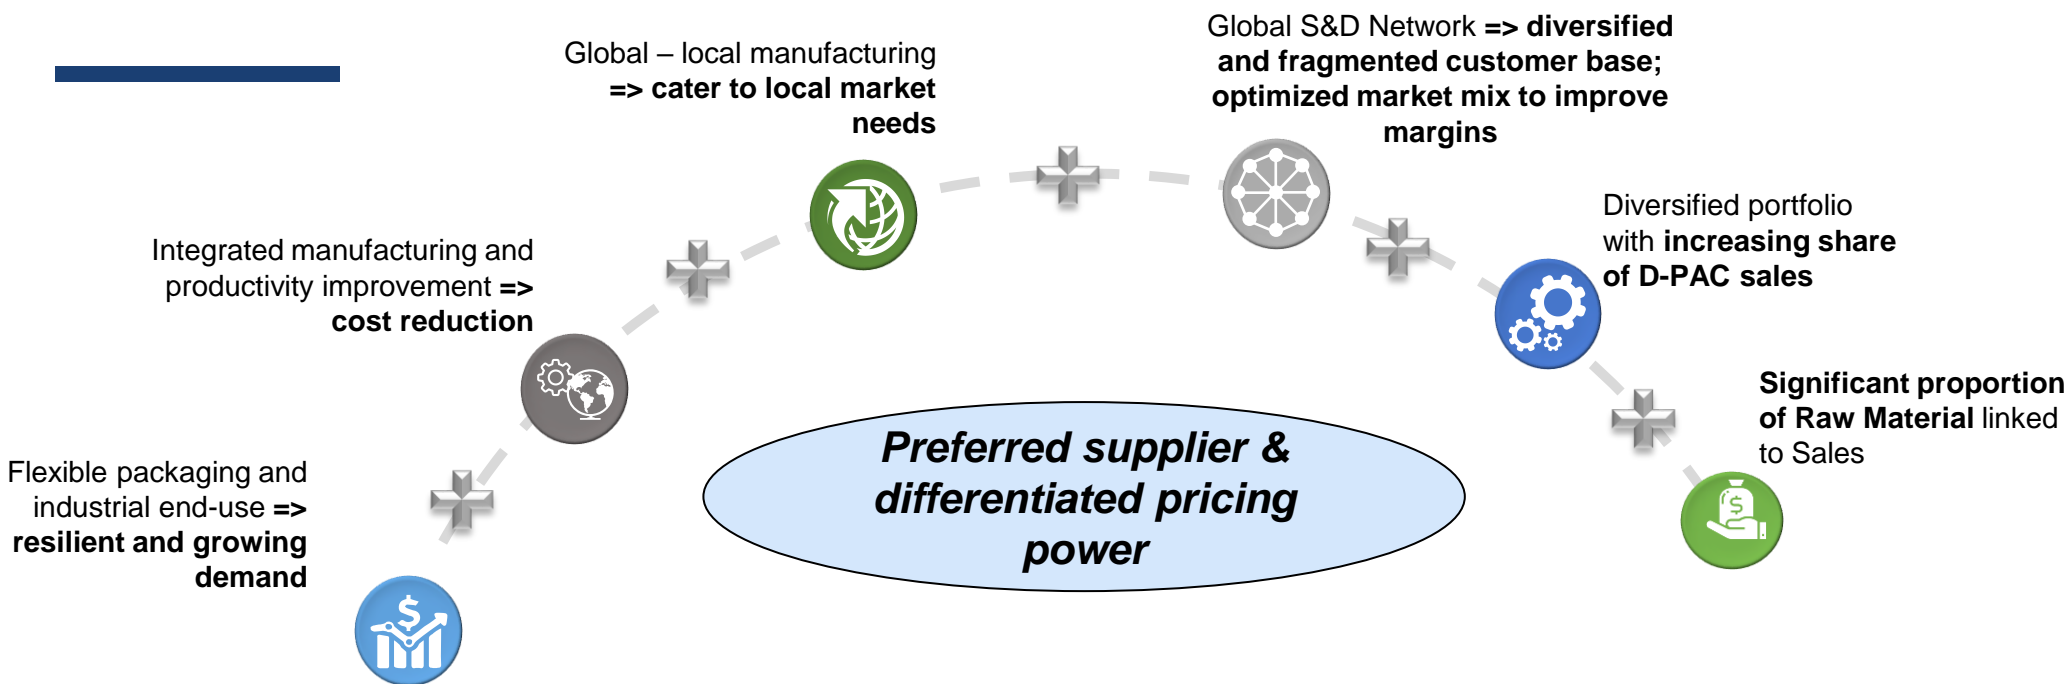 Global – local manufacturing
=> cater to local market
needs
Global S&D Network => diversified
and fragmented customer base;
optimized market mix to improve
margins
Integrated manufacturing and
productivity improvement =>
cost reduction
Diversified portfolio
with increasing share
of D-PAC sales
Flexible packaging and
industrial end-use =>
resilient and growing
demand
Preferred supplier &
differentiated pricing
power
Significant proportion
of Raw Material linked
to Sales
$
$